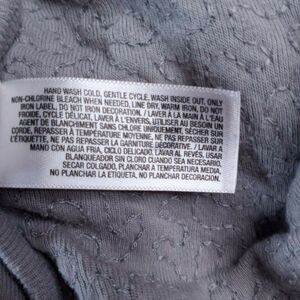 HAND WASH COLD, GENTLE CYCLE, WASH INSIDE OUT, ONLY
NON-CHLORINE BLEACH WHEN NEEDED, LINE DRY, WARM IRON, DO NOT
IRON LABEL, DO NOT IRON DECORATION. / LAVER A LA MAIN À L'EAU
FROIDE, CYCLE DÉLICAT, LAVER À L'ENVERS, UTILISER AU BESOIN UN
AGENT DE BLANCHIMENT SANS CHLORE UNIQUEMENT, SÉCHER SUR
CORDE, REPASSER À TEMPÉRATURE MOYENNE, NE PAS REPASSER SUR
L'ÉTIQUETTE, NE PAS REPASSER LA GARNITURE DÉCORATIVE. / LAVAR A
MANO CON AGUA FRIA, CICLO DELICADO, LAVAR AL REVES, USAR
BLANQUEADOR SIN CLORO CUANDO SEA NECESARIO,
SECAR COLGADO, PLANCHAR A TEMPERATURA MEDIA,
NO PLANCHAR LA ETIQUETA, NO PLANCHAR DECORACION.